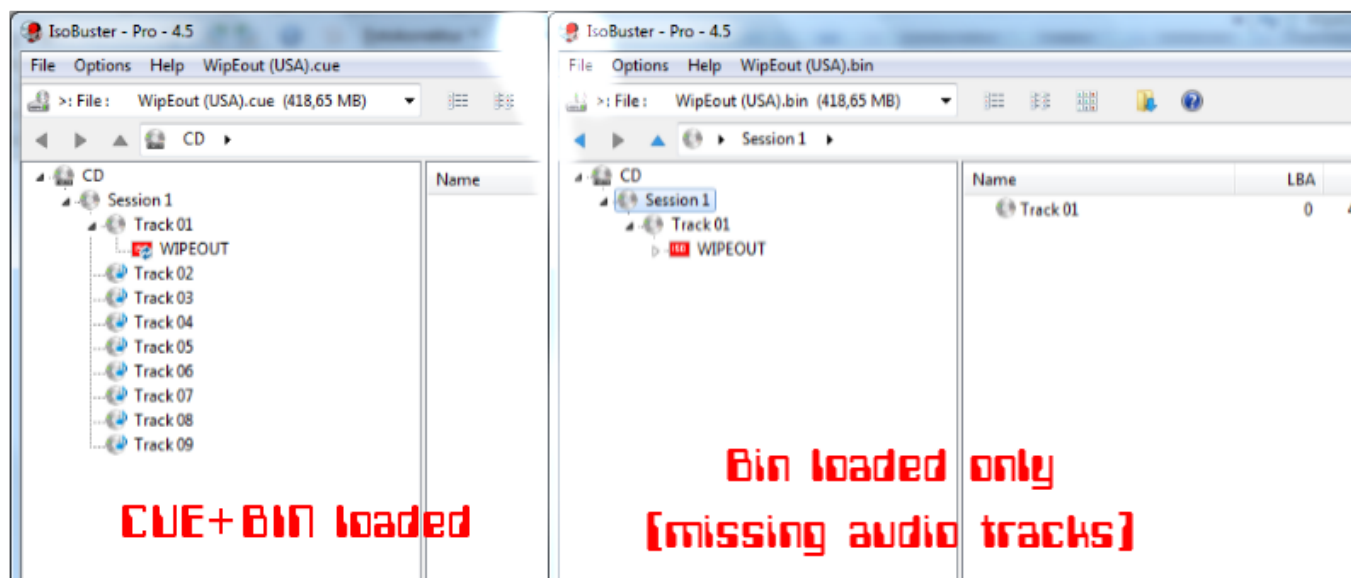 IsoBuster - Pro - 4.5
File Options Help WipEout (USA).cue
>: File : WipEout (USA).cue (418,65 MB)
CD
CD
Session 1
Track 01
WIPEOUT
Track 02
Track 03
Track 04
Track 05
Track 06
Track 07
Track 08
Track 09
Name
CUE+BIN loaded
IsoBuster - Pro - 4.5
File Options Help WipEout (USA).bin
>: File : WipEout (USA).bin (418,65 MB)
Session 1
CD
Session 1
Track 01
ISO WIPEOUT
Name LBA
Track 01 0
Bin loaded only
[missing audio tracks]